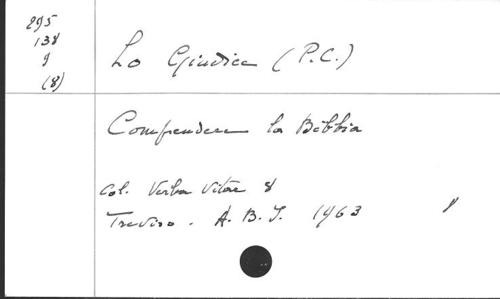 295
138
9
(8)
Lo Giudice (P.C.)
Comprendere la Bibbia
Col. Verba Vitae 8
Treviso. A.B.I. 1963